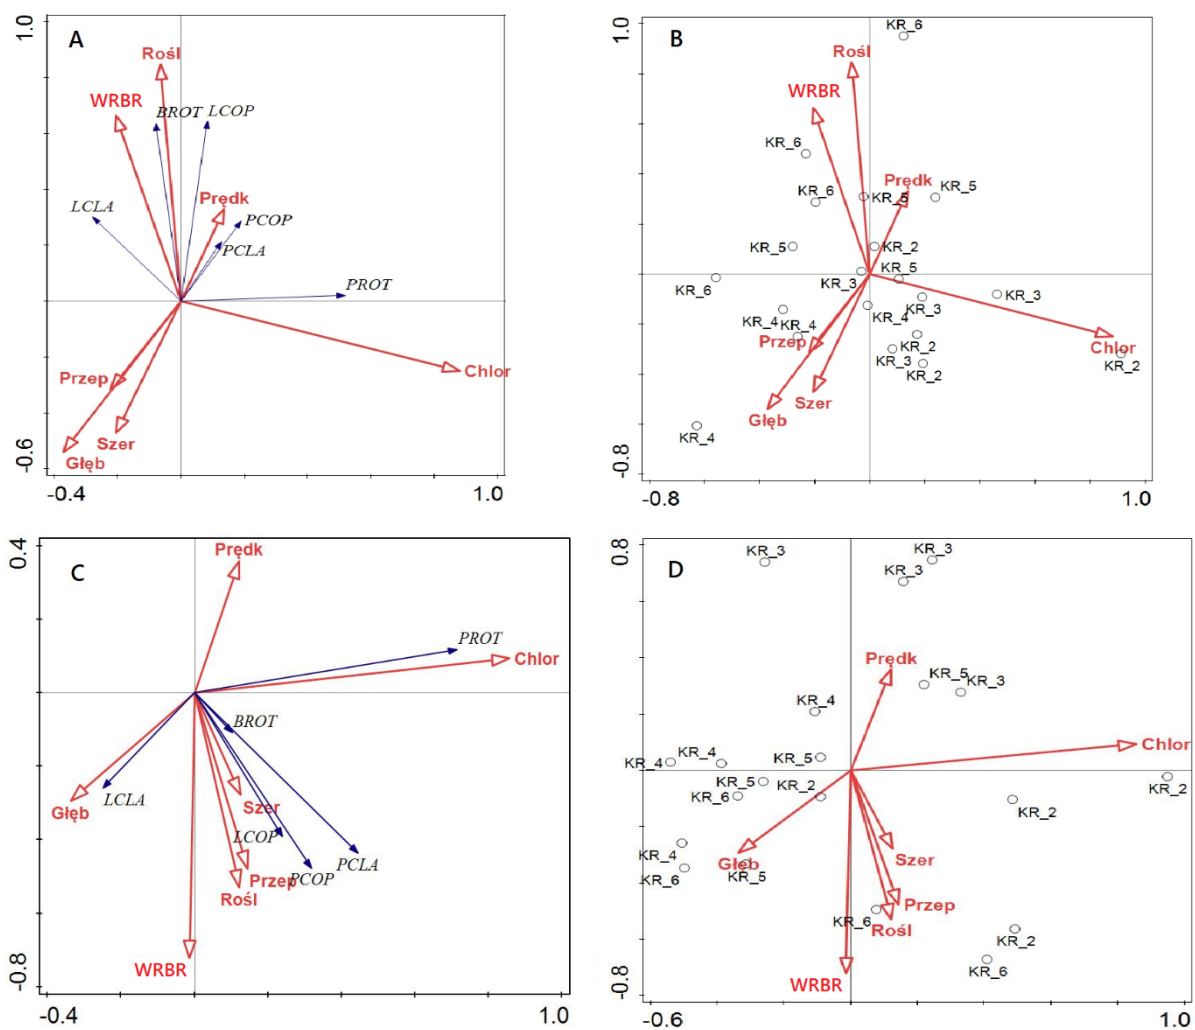 A
1.0
-0.6
-0.4
1.0
Rośl
WRBR
BROT
LCOP
Prędk
LCLA
PCOP
PCLA
PROT
Chlor
Przep
Szer
Głęb
B
1.0
-0.8
-0.8
1.0
KR_6
Rośl
WRBR
KR_6
Prędk
KR_6
KR_5
KR_5
KR_5
KR_2
KR_6
KR_3
KR_5
KR_3
KR_3
KR_4
KR_4
KR_4
Przep
KR_2
KR_3
KR_2
Chlor
KR_2
Szer
Głęb
KR_4
C
0.4
-0.8
-0.4
1.0
Prędk
PROT
Chlor
BROT
Głęb
LCLA
Szer
LCOP
PCLA
Przep
PCOP
Rośl
WRBR
D
0.8
-0.8
-0.6
1.0
KR_3
KR_3
KR_3
Prędk
KR_5
KR_3
KR_4
Chlor
KR_4
KR_4
KR_5
KR_5
KR_2
KR_6
KR_2
KR_2
KR_4
Głęb
KR_6
KR_5
Szer
Przep
KR_6
Rośl
KR_2
KR_6
WRBR